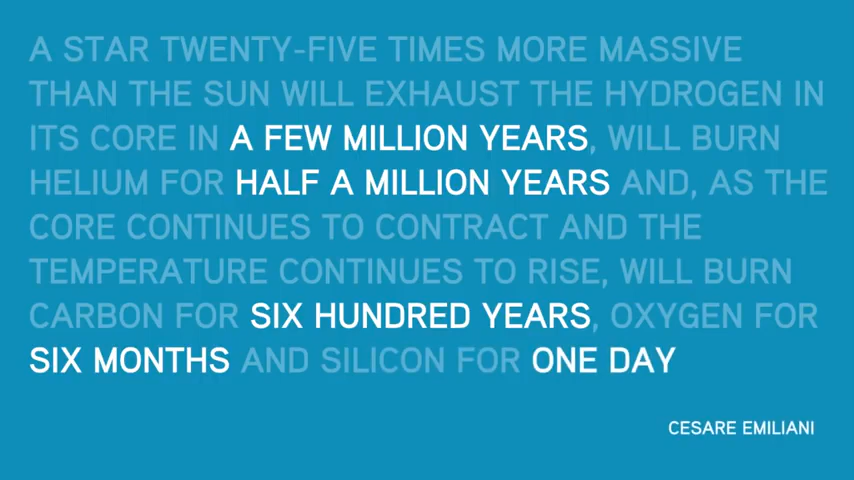 A STAR TWENTY-FIVE TIMES MORE MASSIVE
THAN THE SUN WILL EXHAUST THE HYDROGEN IN
ITS CORE IN A FEW MILLION YEARS, WILL BURN
HELIUM FOR HALF A MILLION YEARS AND, AS THE
CORE CONTINUES TO CONTRACT AND THE
TEMPERATURE CONTINUES TO RISE, WILL BURN
CARBON FOR SIX HUNDRED YEARS, OXYGEN FOR
SIX MONTHS AND SILICON FOR ONE DAY
CESARE EMILIANI